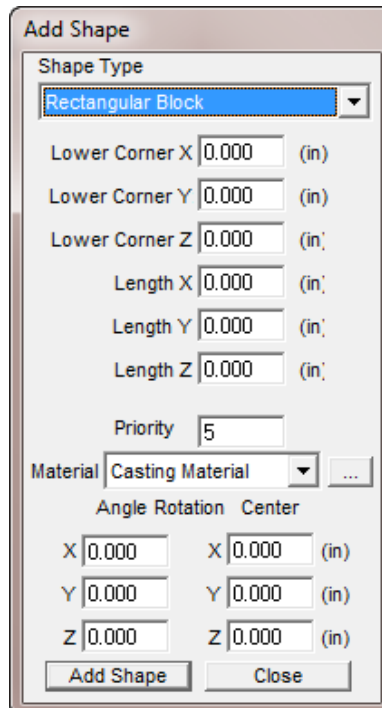 Add Shape
Shape Type
Rectangular Block
Lower Corner X 0.000 (in)
Lower Corner Y 0.000 (in)
Lower Corner Z 0.000 (in)
Length X 0.000 (in)
Length Y 0.000 (in)
Length Z 0.000 (in)
Priority 5
Material Casting Material ...
Angle Rotation Center
X 0.000 X 0.000 (in)
Y 0.000 Y 0.000 (in)
Z 0.000 Z 0.000 (in)
Add Shape Close